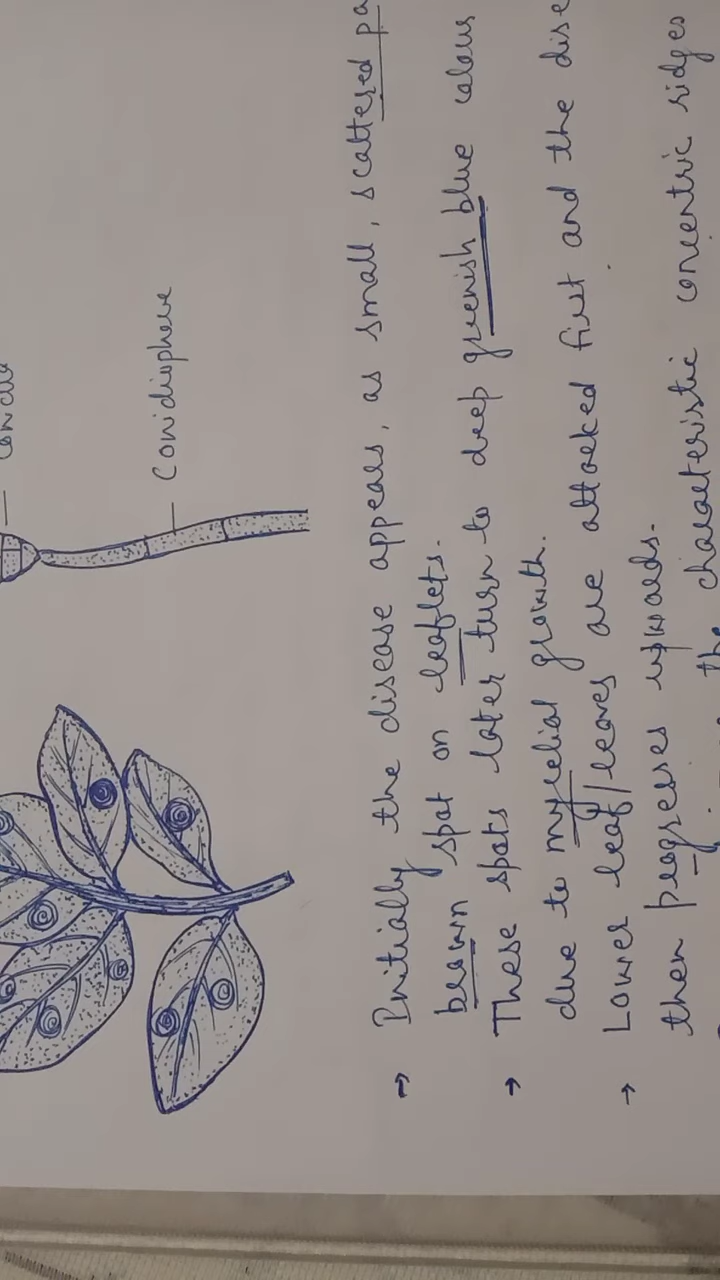 Conidiophore
→ Initially the disease appears, as small, scattered
brown spot on leaflets.
→ These spots later turn to deep greenish blue colour
due to mycelial growth.
→ Lower leaf/leaves are attacked first and the
then progresses upwards.
the characteristic concentric ridges